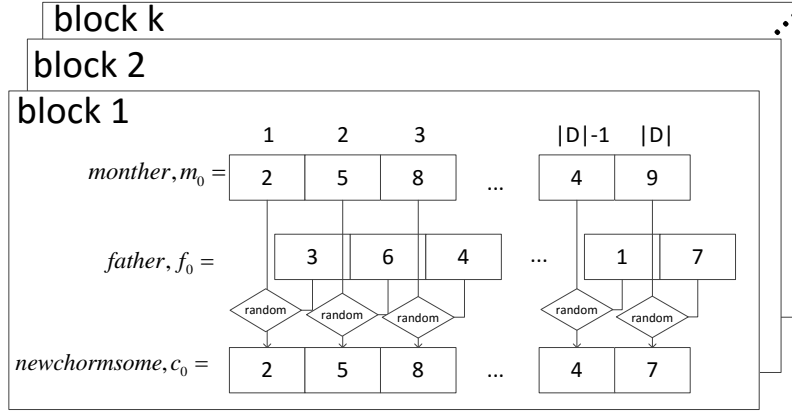 block k
block 2
block 1
1 2 3 |D|-1 |D|
monther, m0 = 2 5 8 ... 4 9
father, f0 = 3 6 4 ... 1 7
random random random random random
newchormsome, c0 = 2 5 8 ... 4 7